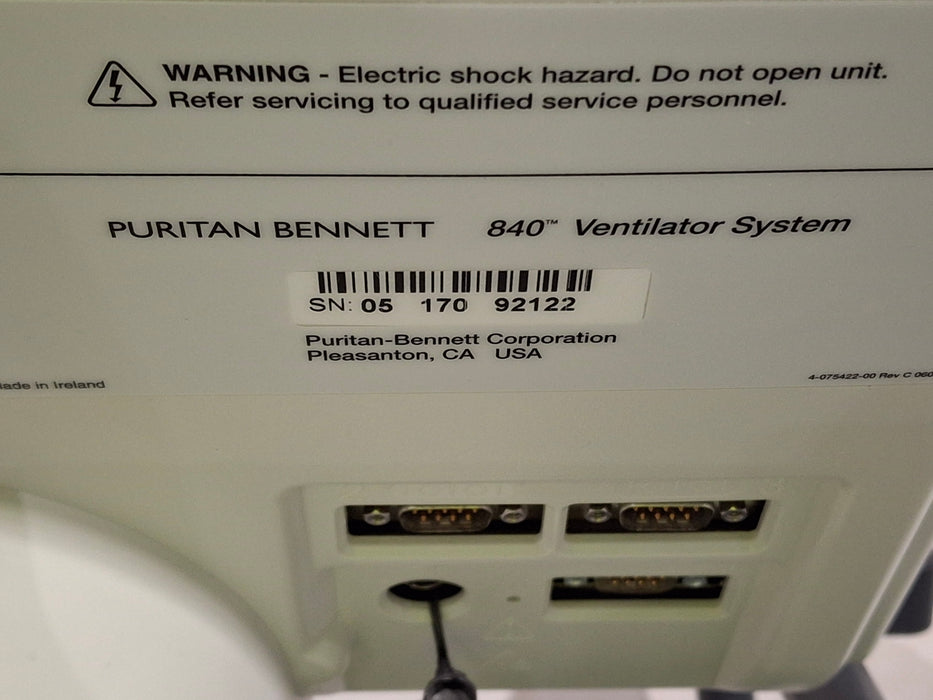 WARNING - Electric shock hazard. Do not open unit.
Refer servicing to qualified service personnel.
PURITAN BENNETT 840™ Ventilator System
SN: 05 170 92122
Puritan-Bennett Corporation
Pleasanton, CA USA
Made in Ireland
4-075422-00 Rev C